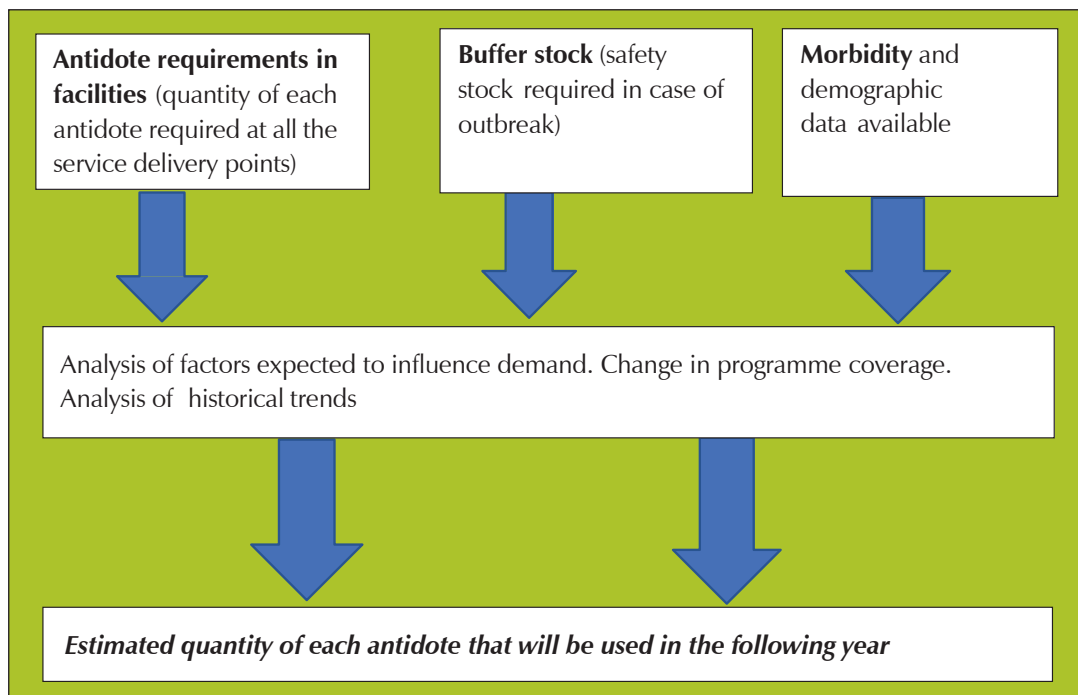 Antidote requirements in
facilities (quantity of each
antidote required at all the
service delivery points)
Buffer stock (safety
stock required in case of
outbreak)
Morbidity and
demographic
data available
Analysis of factors expected to influence demand. Change in programme coverage.
Analysis of historical trends
Estimated quantity of each antidote that will be used in the following year